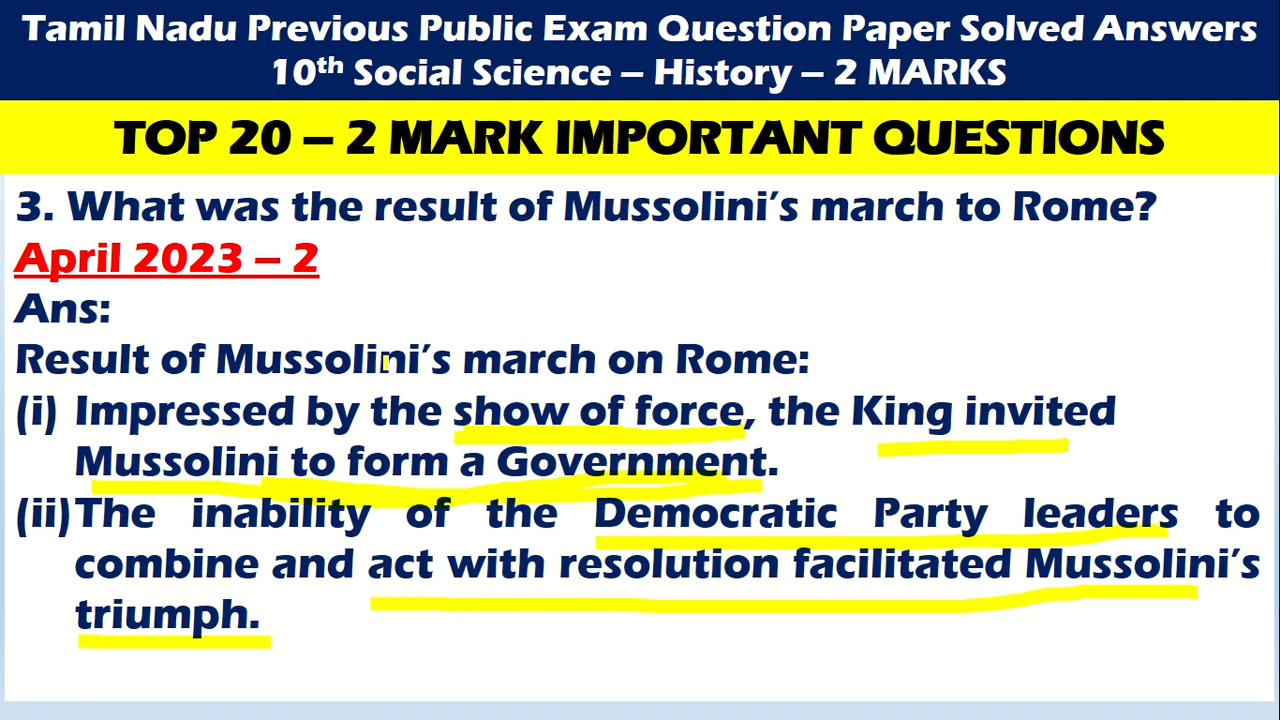 Tamil Nadu Previous Public Exam Question Paper Solved Answers
10th Social Science – History – 2 MARKS
TOP 20 – 2 MARK IMPORTANT QUESTIONS
3. What was the result of Mussolini’s march to Rome?
April 2023 – 2
Ans:
Result of Mussolini’s march on Rome:
(i) Impressed by the show of force, the King invited
Mussolini to form a Government.
(ii) The inability of the Democratic Party leaders to
combine and act with resolution facilitated Mussolini’s
triumph.